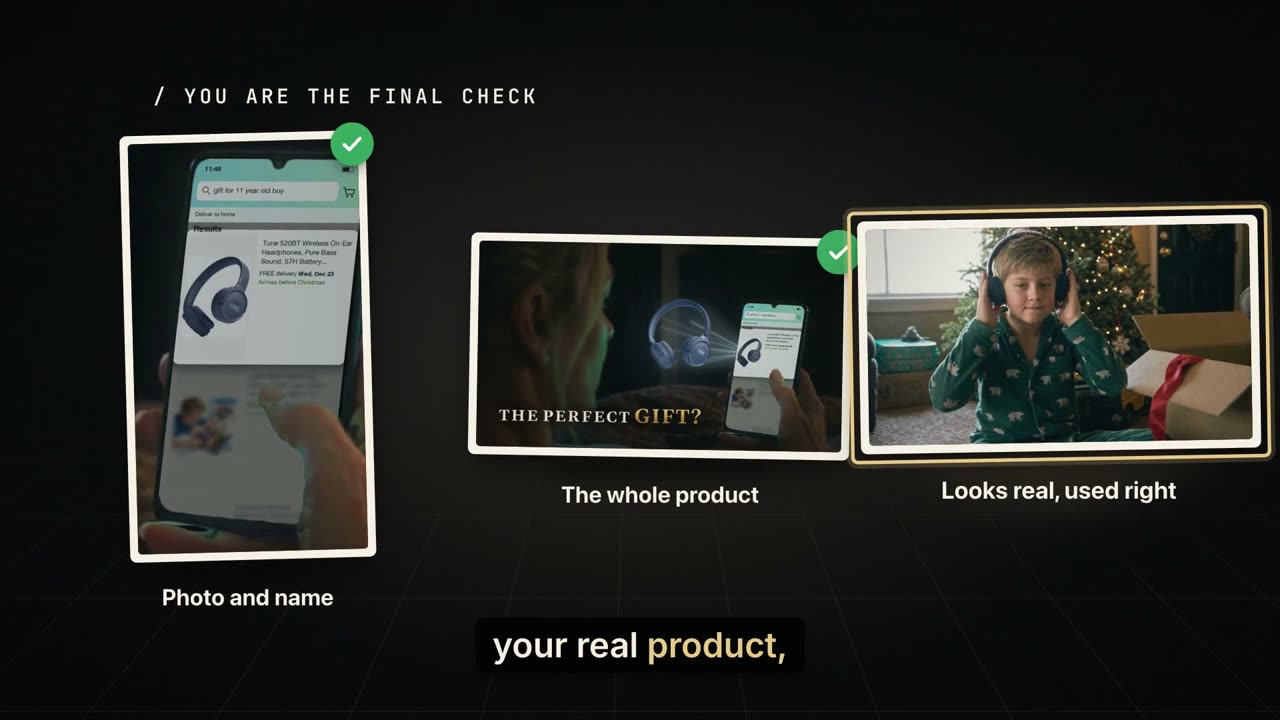 / YOU ARE THE FINAL CHECK
11:48
gift for 11 year old boy
Deliver to home
Results
Tune 520BT Wireless On-Ear
Headphones, Pure Bass
Sound, 57H Battery...
FREE delivery Wed, Dec 23
Arrives before Christmas
JBL
THE PERFECT GIFT?
Photo and name
The whole product
Looks real, used right
your real product,